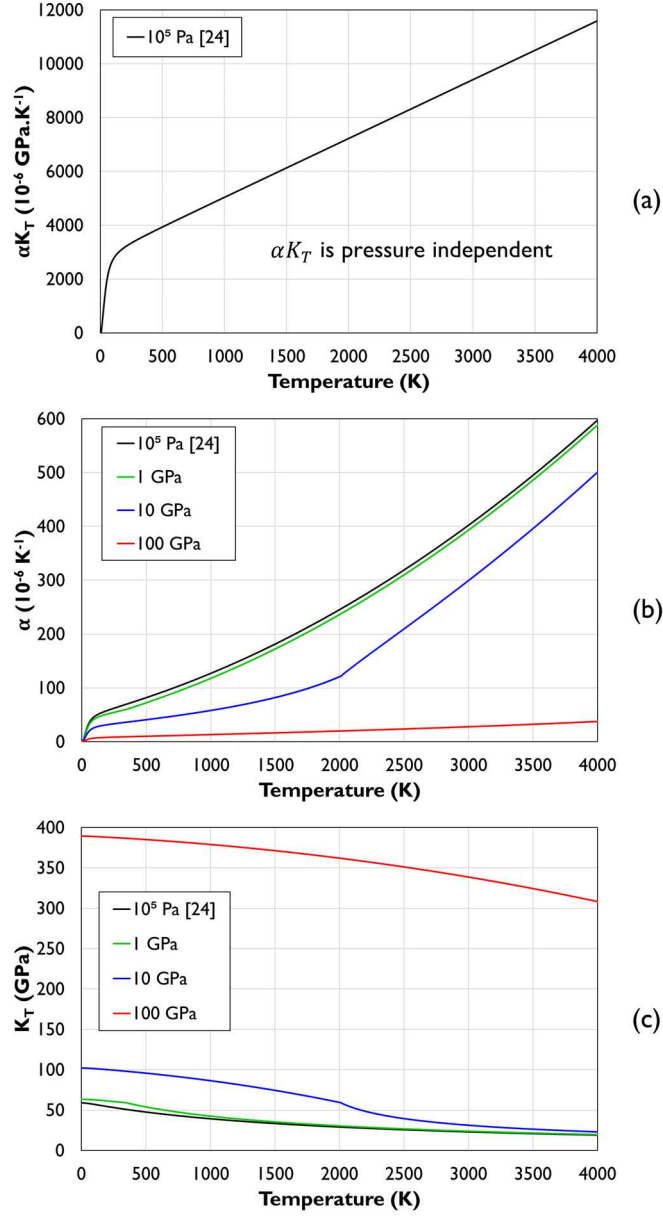 12000
10000
8000
6000
4000
2000
0
αK_T (10⁻⁶ GPa.K⁻¹)
10⁵ Pa [24]
αK_T is pressure independent
0 500 1000 1500 2000 2500 3000 3500 4000
Temperature (K)
(a)
600
500
400
300
200
100
0
α (10⁻⁶ K⁻¹)
10⁵ Pa [24]
1 GPa
10 GPa
100 GPa
0 500 1000 1500 2000 2500 3000 3500 4000
Temperature (K)
(b)
400
350
300
250
200
150
100
50
0
K_T (GPa)
10⁵ Pa [24]
1 GPa
10 GPa
100 GPa
0 500 1000 1500 2000 2500 3000 3500 4000
Temperature (K)
(c)